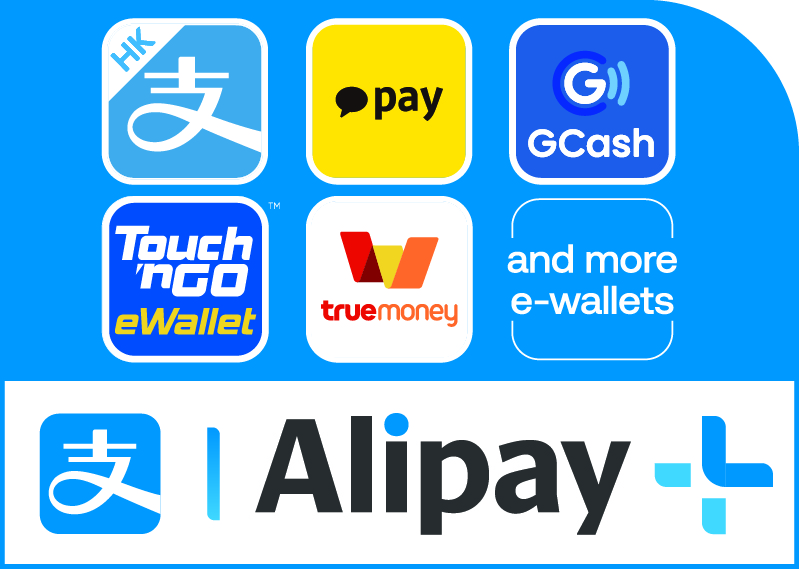 HK
支
pay
G
GCash
Touch
'nGO
eWallet
TM
truemoney
and more
e-wallets
支
Alipay